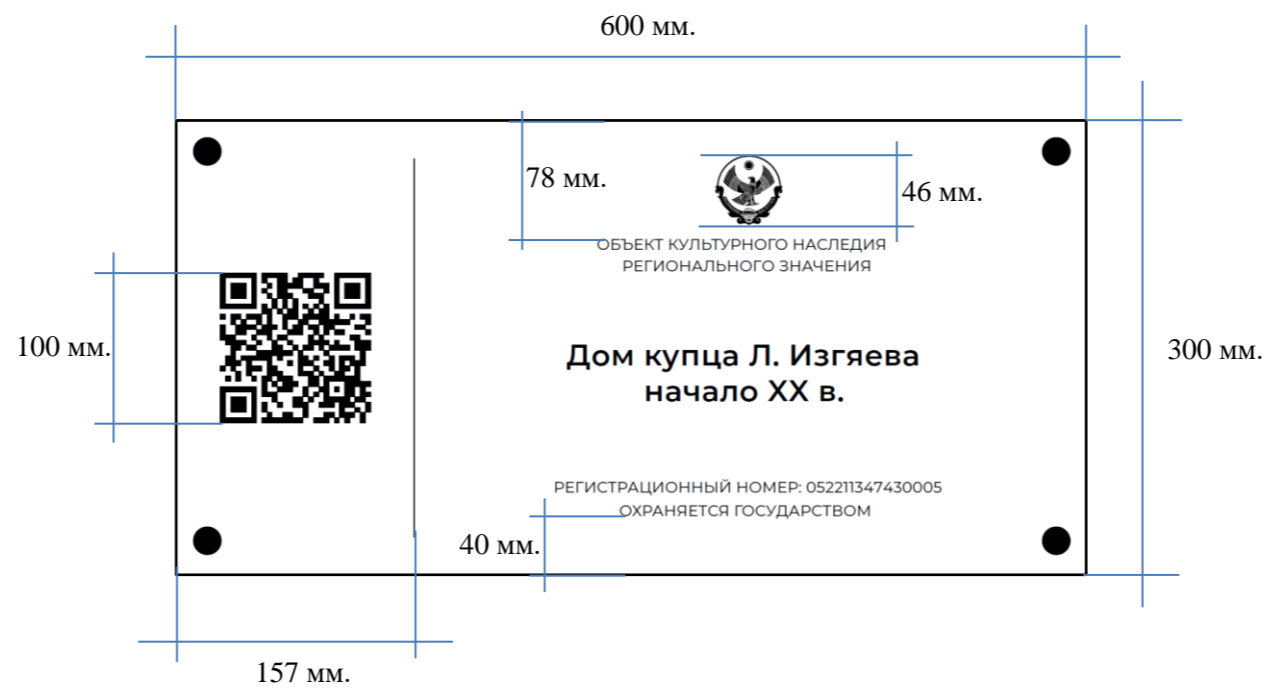 600 мм.
78 мм.
46 мм.
ОБЪЕКТ КУЛЬТУРНОГО НАСЛЕДИЯ
РЕГИОНАЛЬНОГО ЗНАЧЕНИЯ
100 мм.
300 мм.
Дом купца Л. Изгяева
начало XX в.
РЕГИСТРАЦИОННЫЙ НОМЕР: 052211347430005
ОХРАНЯЕТСЯ ГОСУДАРСТВОМ
40 мм.
157 мм.